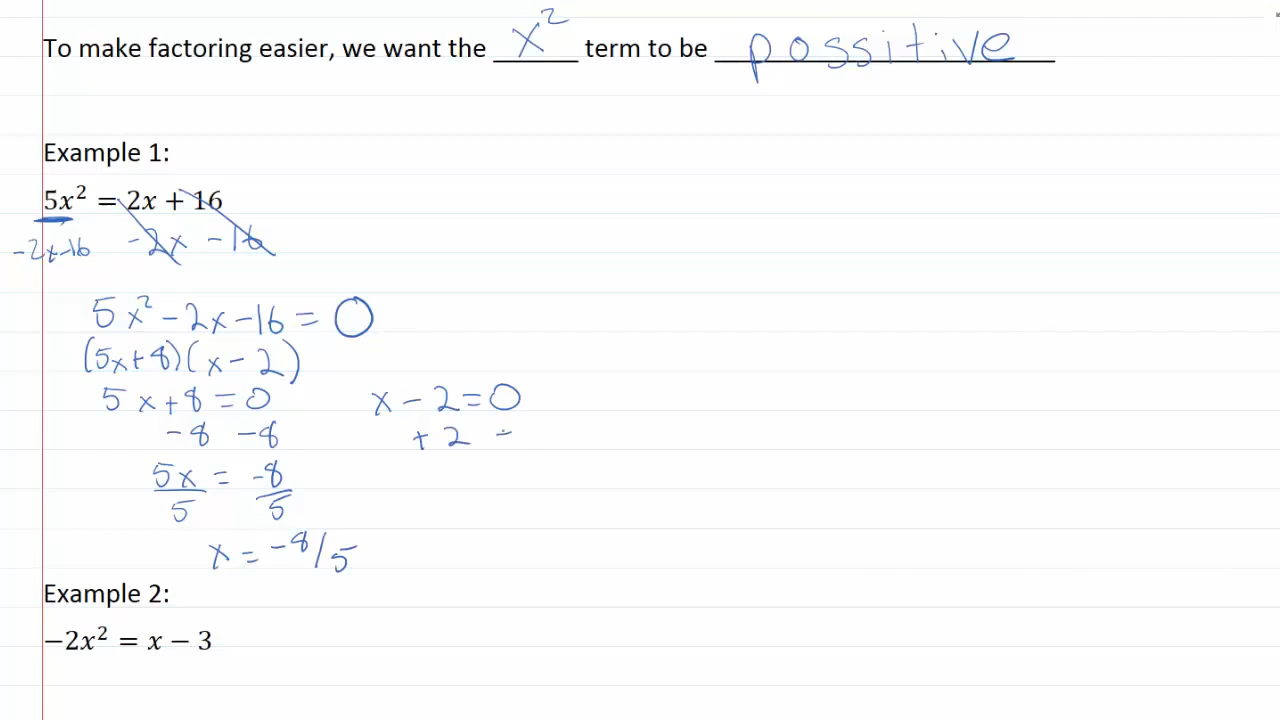 To make factoring easier, we want the x² term to be possitive
Example 1:
5x² = 2x + 16
-2x-16 -2x -16
5x² -2x -16 = 0
(5x+8)(x-2)
5x+8=0 x-2=0
-8 -8 +2
5x = -8
5 5
x = -8/5
Example 2:
−2x² = x − 3